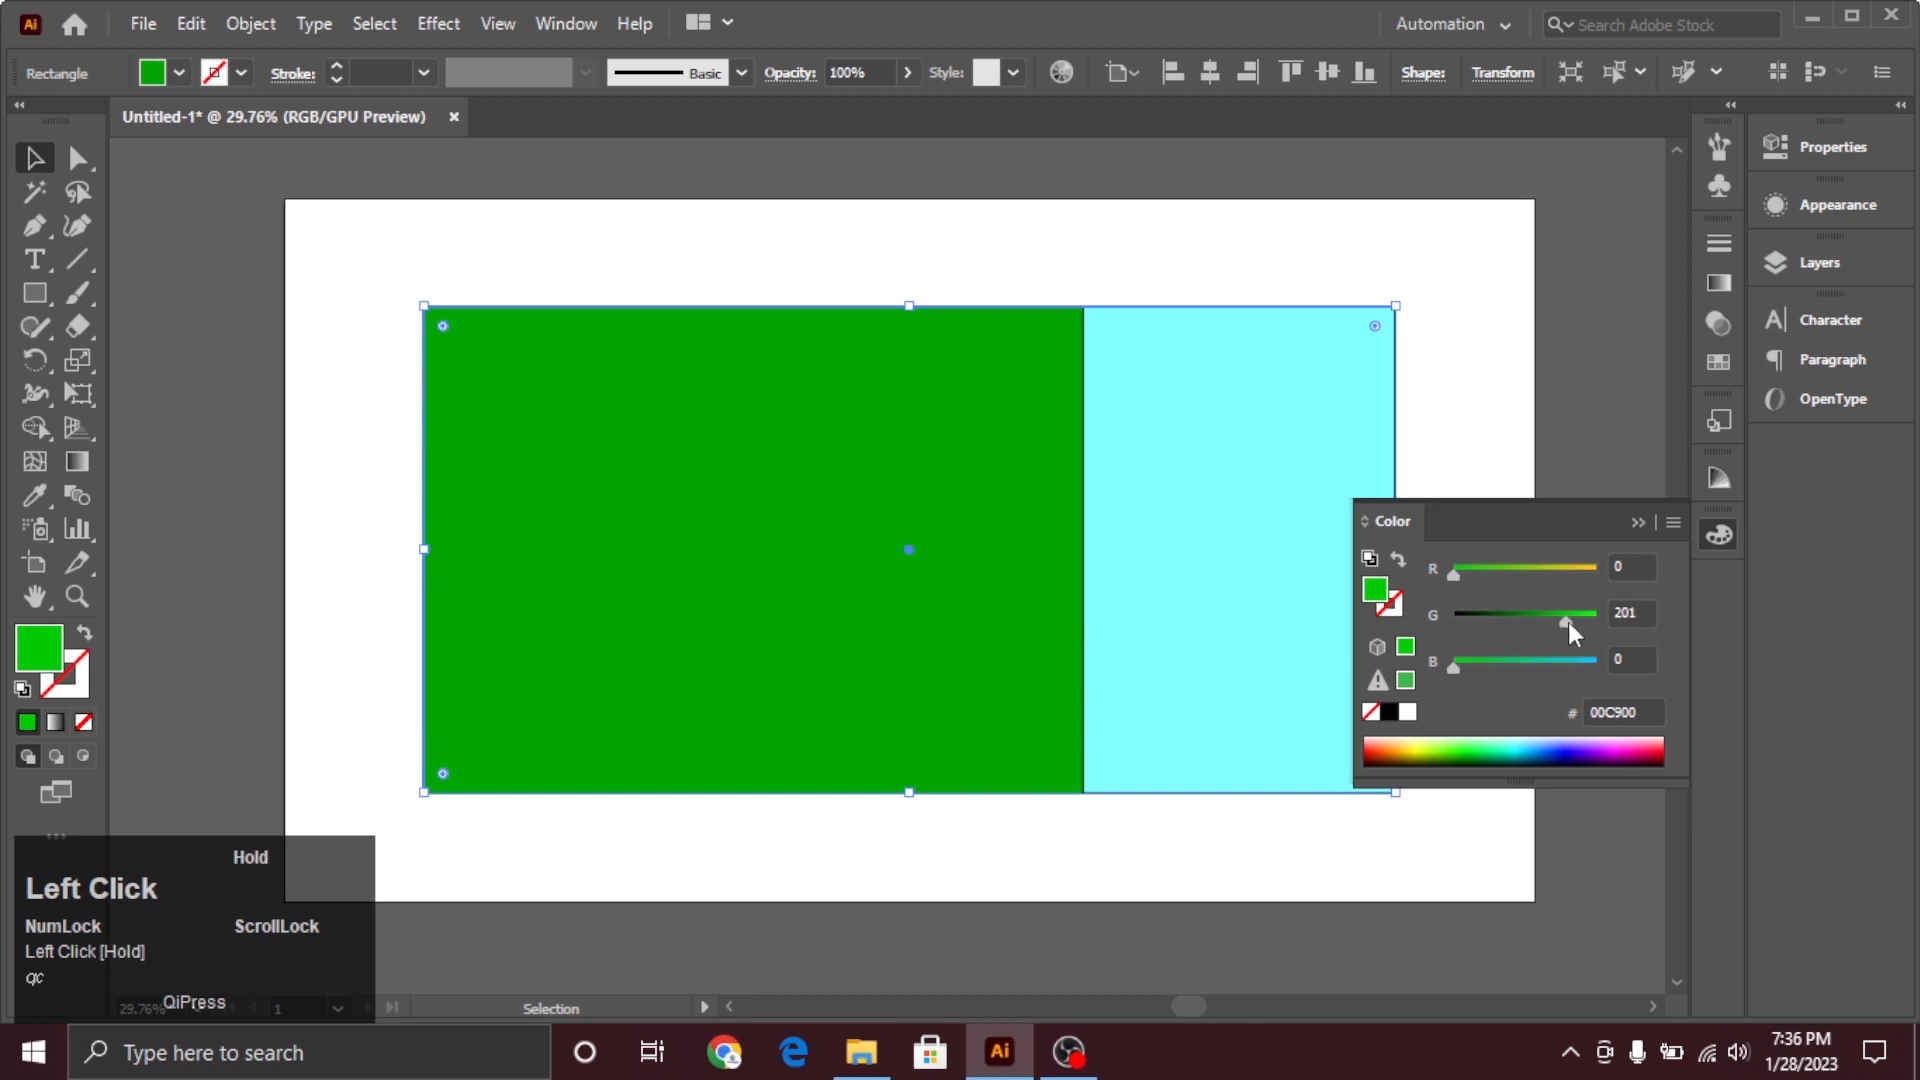 Ai File Edit Object Type Select Effect View Window Help Automation Search Adobe Stock
Rectangle Stroke: Basic Opacity: 100% Style: Shape: Transform
Untitled-1* @ 29.76% (RGB/GPU Preview)
Properties
Appearance
Layers
Character
Paragraph
OpenType
Color
R 0
G 201
B 0
# 00C900
Hold
Left Click
NumLock ScrollLock
Left Click [Hold]
qc
QiPress
29.76% 1 Selection
Type here to search
Ai
7:36 PM
1/28/2023